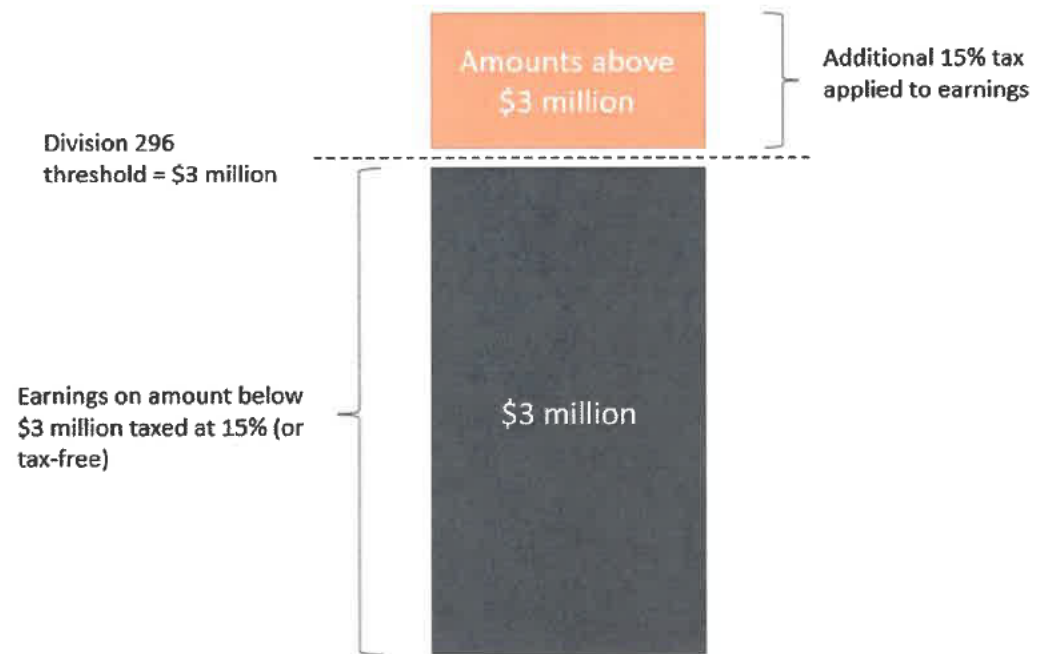 Amounts above
$3 million
Additional 15% tax
applied to earnings
Division 296
threshold = $3 million
Earnings on amount below
$3 million taxed at 15% (or
tax-free)
$3 million